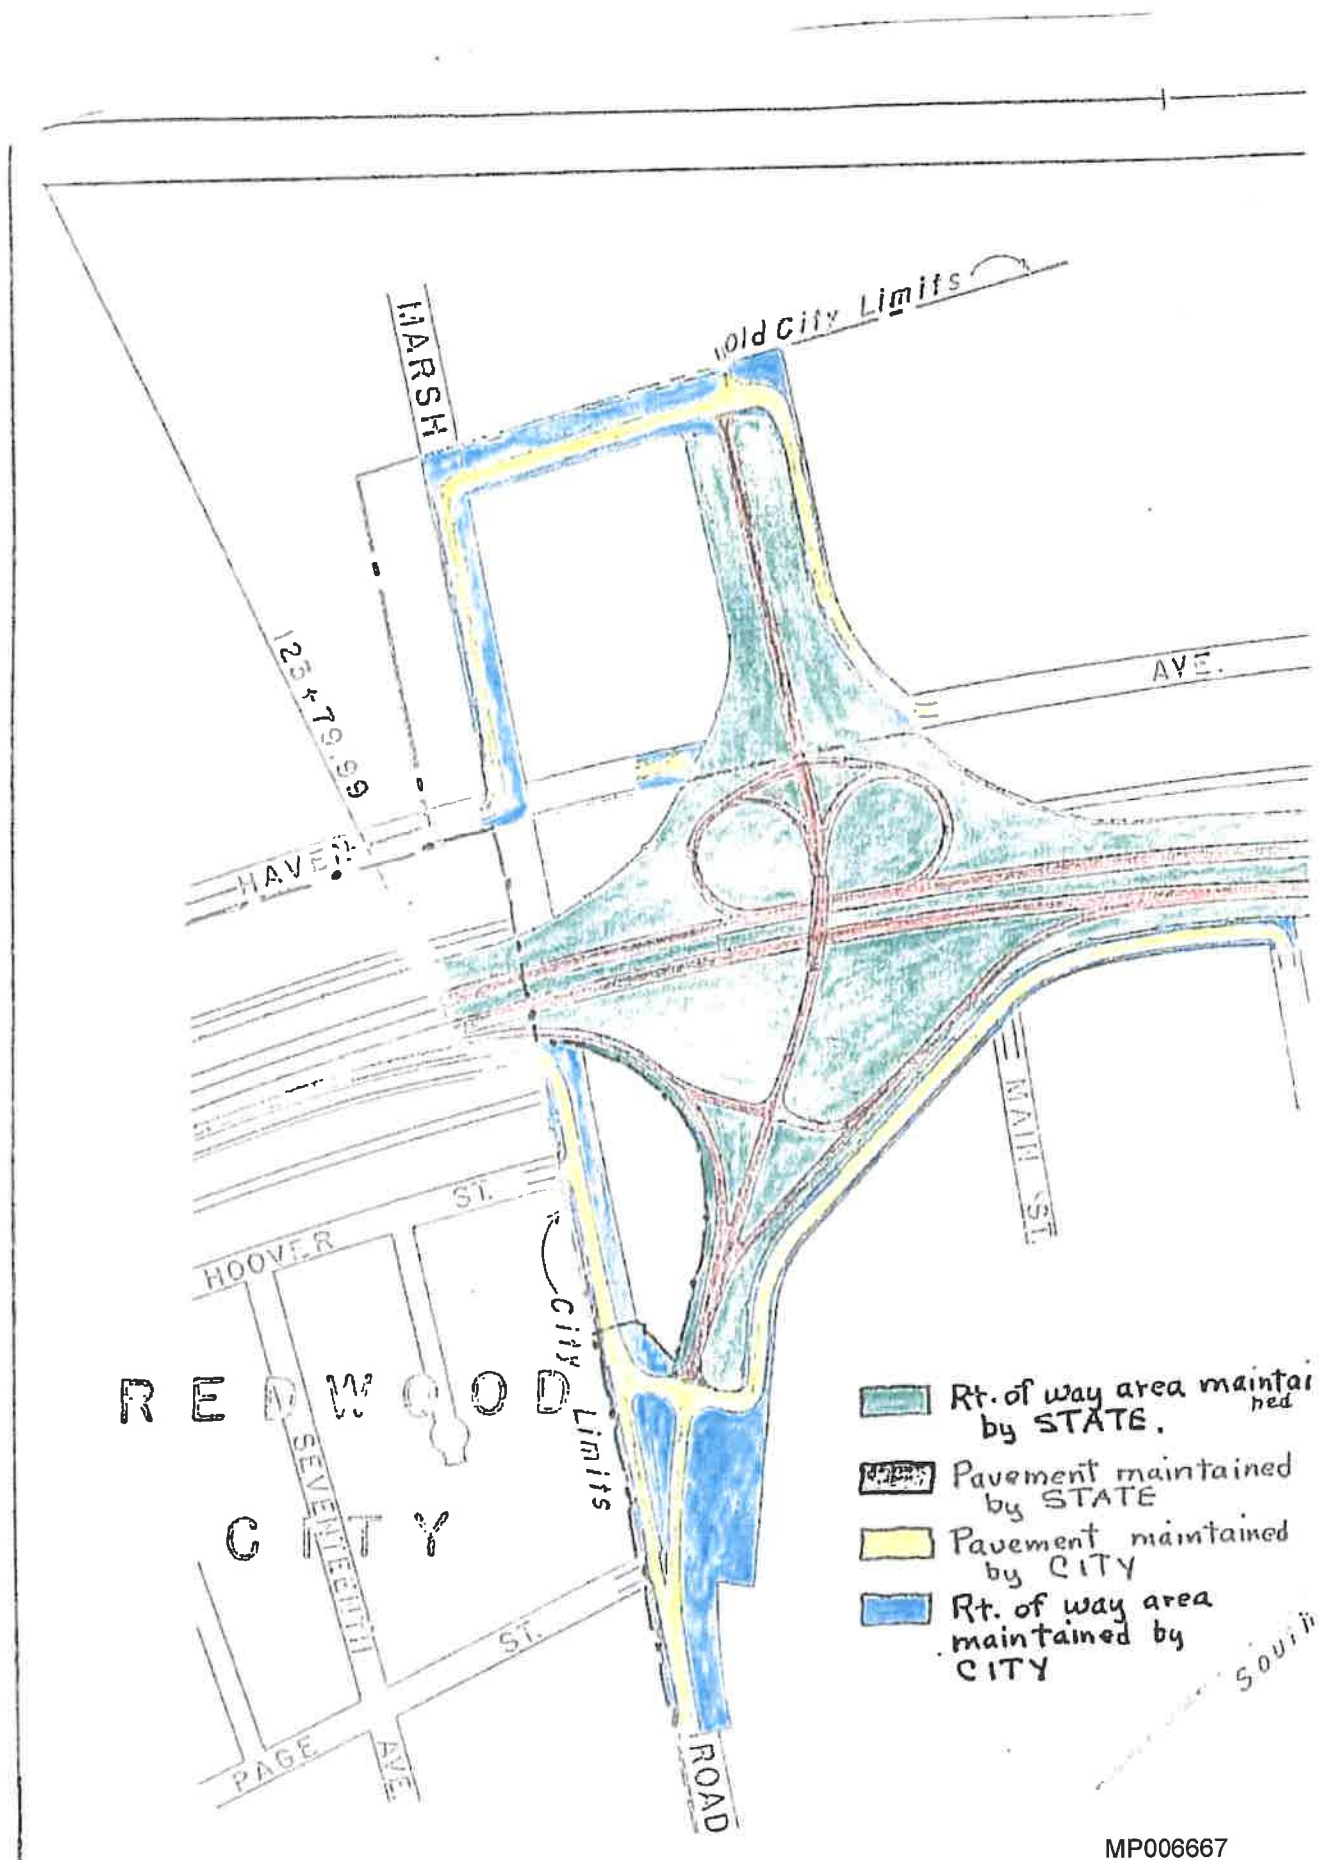 Old City Limits
MARSH
AVE.
123+79.99
HAVEN
MAIN ST.
ST.
HOOVER
City Limits
REDWOOD
CITY
SEVENTEENTH
AVE
ST.
PAGE
ROAD
Rt. of way area maintai
ned
by STATE.
Pavement maintained
by STATE
Pavement maintained
by CITY
Rt. of way area
maintained by
CITY
MP006667